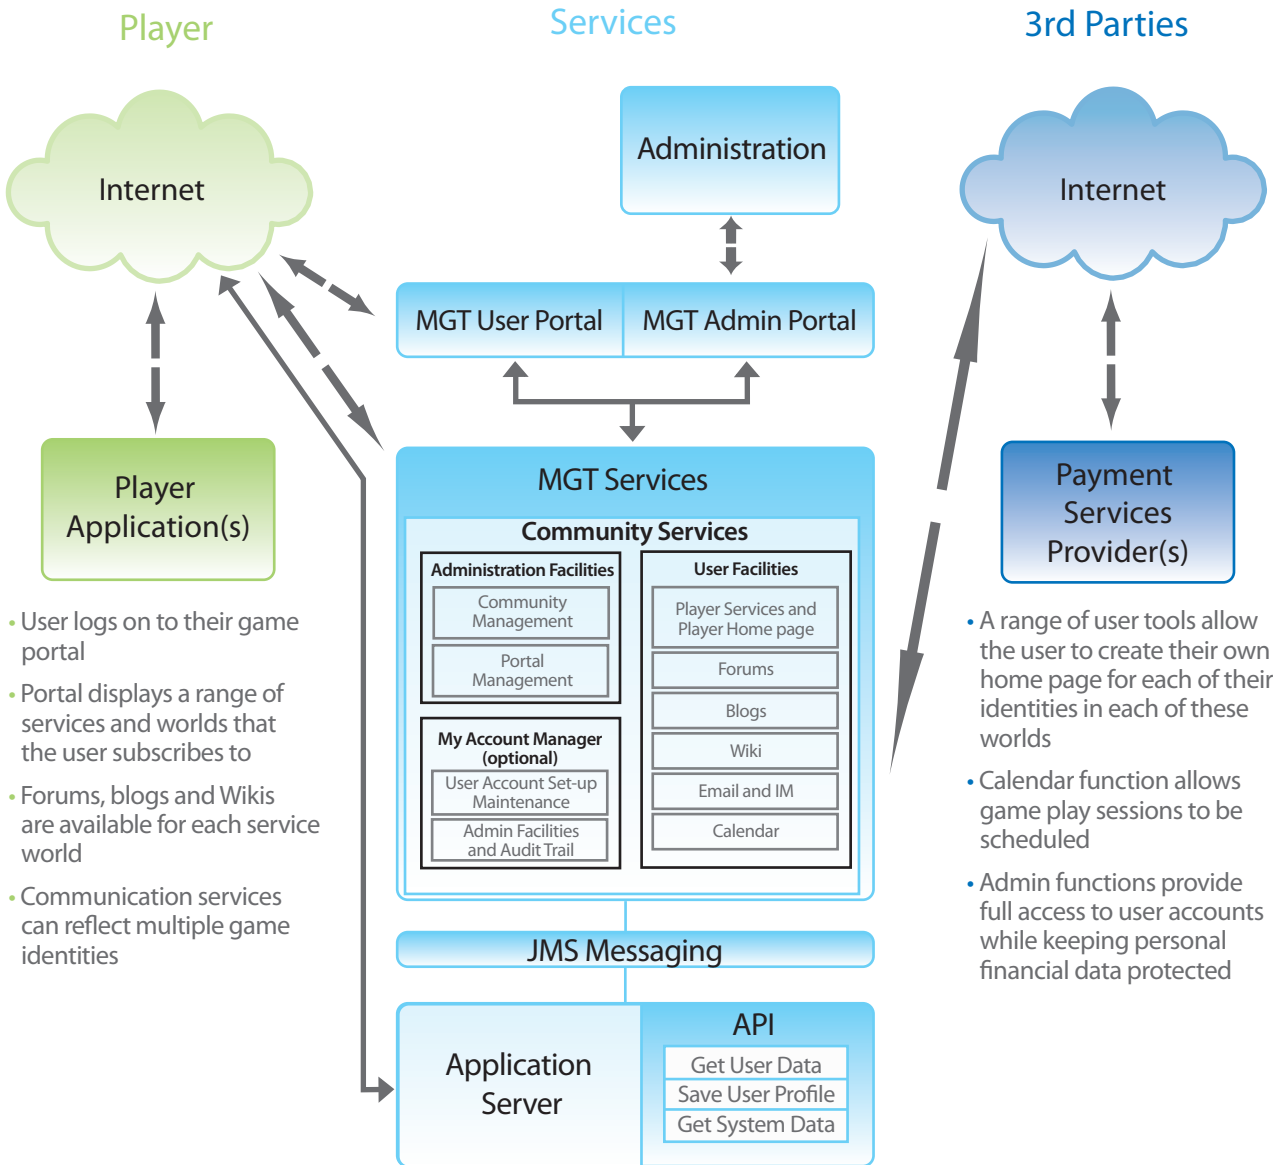 Player
Services
3rd Parties
Internet
Administration
Internet
MGT User Portal
MGT Admin Portal
Player
Application(s)
MGT Services
Community Services
Administration Facilities
Community
Management
Portal
Management
My Account Manager
(optional)
User Account Set-up
Maintenance
Admin Facilities
and Audit Trail
User Facilities
Player Services and
Player Home page
Forums
Blogs
Wiki
Email and IM
Calendar
Payment
Services
Provider(s)
• User logs on to their game
portal
• Portal displays a range of
services and worlds that
the user subscribes to
• Forums, blogs and Wikis
are available for each service
world
• Communication services
can reflect multiple game
identities
• A range of user tools allow
the user to create their own
home page for each of their
identities in each of these
worlds
• Calendar function allows
game play sessions to be
scheduled
• Admin functions provide
full access to user accounts
while keeping personal
financial data protected
JMS Messaging
Application
Server
API
Get User Data
Save User Profile
Get System Data